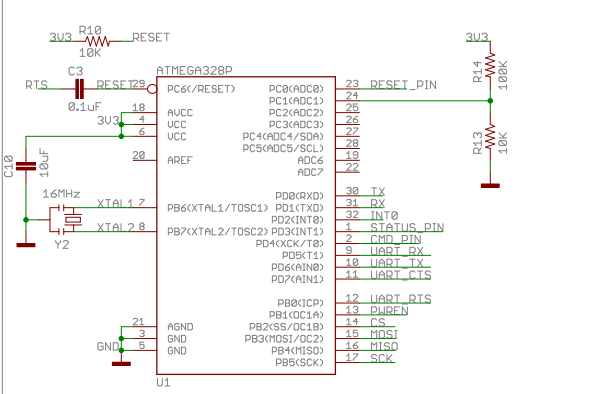 R10
3V3 RESET
10K
3V3
R14
100K
R13
10K
ATMEGA328P
C3
RTS RESET 29 PC6(/RESET) PC0(ADC0) 23 RESET_PIN
0.1uF
PC1(ADC1) 24
18 AVCC PC2(ADC2) 25
3V3 4 VCC PC3(ADC3) 26
6 VCC PC4(ADC4/SDA) 27
PC5(ADC5/SCL) 28
C10
10uF
20 AREF ADC6 19
ADC7 22
16MHz
PD0(RXD) 30 TX
XTAL1 7 PB6(XTAL1/TOSC1) PD1(TXD) 31 RX
PD2(INT0) 32 INT0
XTAL2 8 PB7(XTAL2/TOSC2) PD3(INT1) 1 STATUS_PIN
Y2
PD4(XCK/T0) 2 CMD_PIN
PD5(T1) 9 UART_RX
PD6(AIN0) 10 UART_TX
PD7(AIN1) 11 UART_CTS
PB0(ICP) 12 UART_RTS
PB1(OC1A) 13 PWREN
21 AGND PB2(SS/OC1B) 14 CS
3 GND PB3(MOSI/OC2) 15 MOSI
GND 5 GND PB4(MISO) 16 MISO
PB5(SCK) 17 SCK
U1